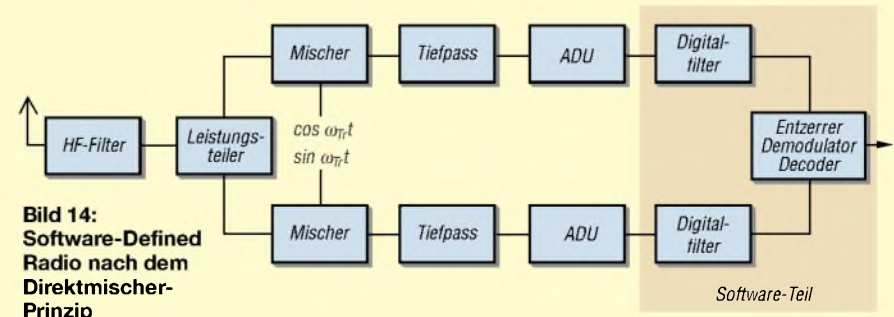 Mischer
Tiefpass
ADU
Digital-
filter
HF-Filter
Leistungs-
teiler
cos ωTrt
sin ωTrt
Entzerrer
Demodulator
Decoder
Mischer
Tiefpass
ADU
Digital-
filter
Bild 14:
Software-Defined
Radio nach dem
Direktmischer-
Prinzip
Software-Teil